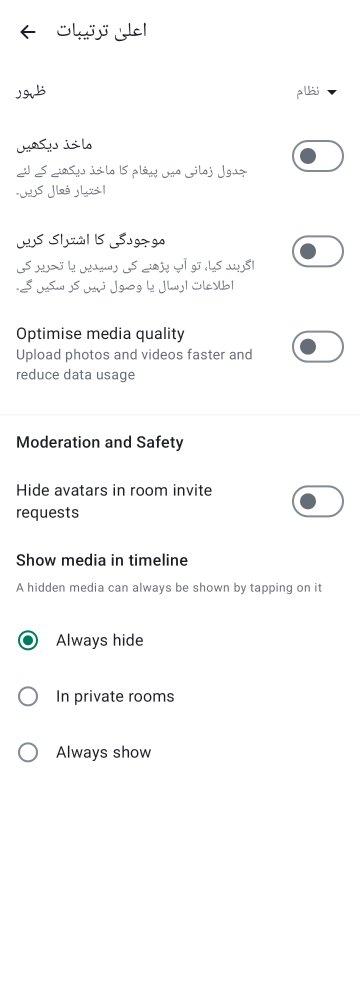 اعلیٰ ترتیبات
ظہور
نظام
ماخذ دیکھیں
جدول زمانی میں پیغام کا ماخذ دیکھنے کے لئے
اختیار فعال کریں۔
موجودگی کا اشتراک کریں
اگربند کیا، تو آپ پڑھنے کی رسیدیں یا تحریر کی
اطلاعات ارسال یا وصول نہیں کر سکیں گے۔
Optimise media quality
Upload photos and videos faster and
reduce data usage
Moderation and Safety
Hide avatars in room invite
requests
Show media in timeline
A hidden media can always be shown by tapping on it
Always hide
In private rooms
Always show